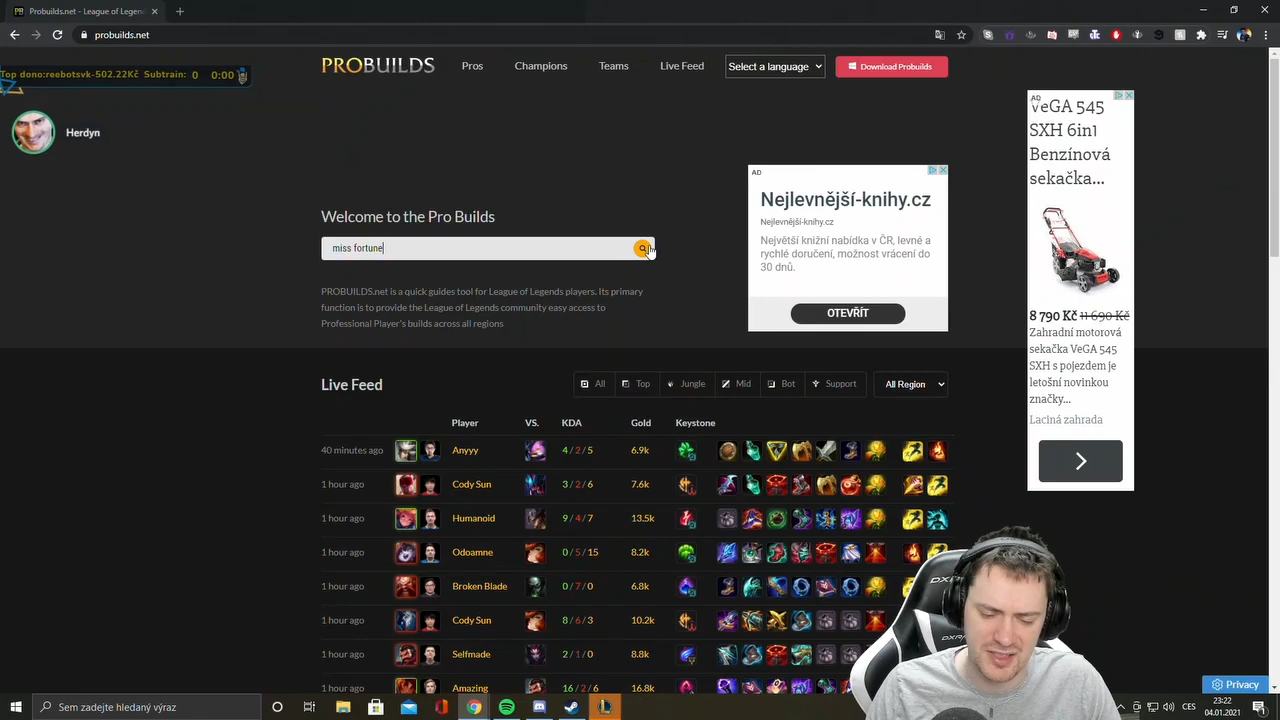 Probuilds.net - League of Legen
probuilds.net
Top dono:reebotsvk-502.22Kč Subtrain: 0 0:00
Herdyn
PROBUILDS
Pros Champions Teams Live Feed Select a language Download Probuilds
Welcome to the Pro Builds
miss fortune
PROBUILDS.net is a quick guides tool for League of Legends players. Its primary
function is to provide the League of Legends community easy access to
Professional Player's builds across all regions
AD
Nejlevnější-knihy.cz
Nejlevnější-knihy.cz
Největší knižní nabídka v ČR, levné a
rychlé doručení, možnost vrácení do
30 dnů.
OTEVŘÍT
AD
VeGA 545
SXH 6in1
Benzínová
sekačka...
8 790 Kč 11 690 Kč
Zahradní motorová
sekačka VeGA 545
SXH s pojezdem je
letošní novinkou
značky...
Laciná zahrada
Live Feed
All Top Jungle Mid Bot Support All Region
Player VS. KDA Gold Keystone
40 minutes ago Anyyy 4 / 2 / 5 6.9k
1 hour ago Cody Sun 3 / 2 / 6 7.6k
1 hour ago Humanoid 9 / 4 / 7 13.5k
1 hour ago Odoamne 0 / 5 / 15 8.2k
1 hour ago Broken Blade 0 / 7 / 0 6.8k
1 hour ago Cody Sun 8 / 6 / 3 10.2k
1 hour ago Selfmade 2 / 1 / 0 8.8k
1 hour ago Amazing 16 / 2 / 6 16.8k
Privacy
Sem zadejte hledaný výraz
CES
23:22
04.01.2021